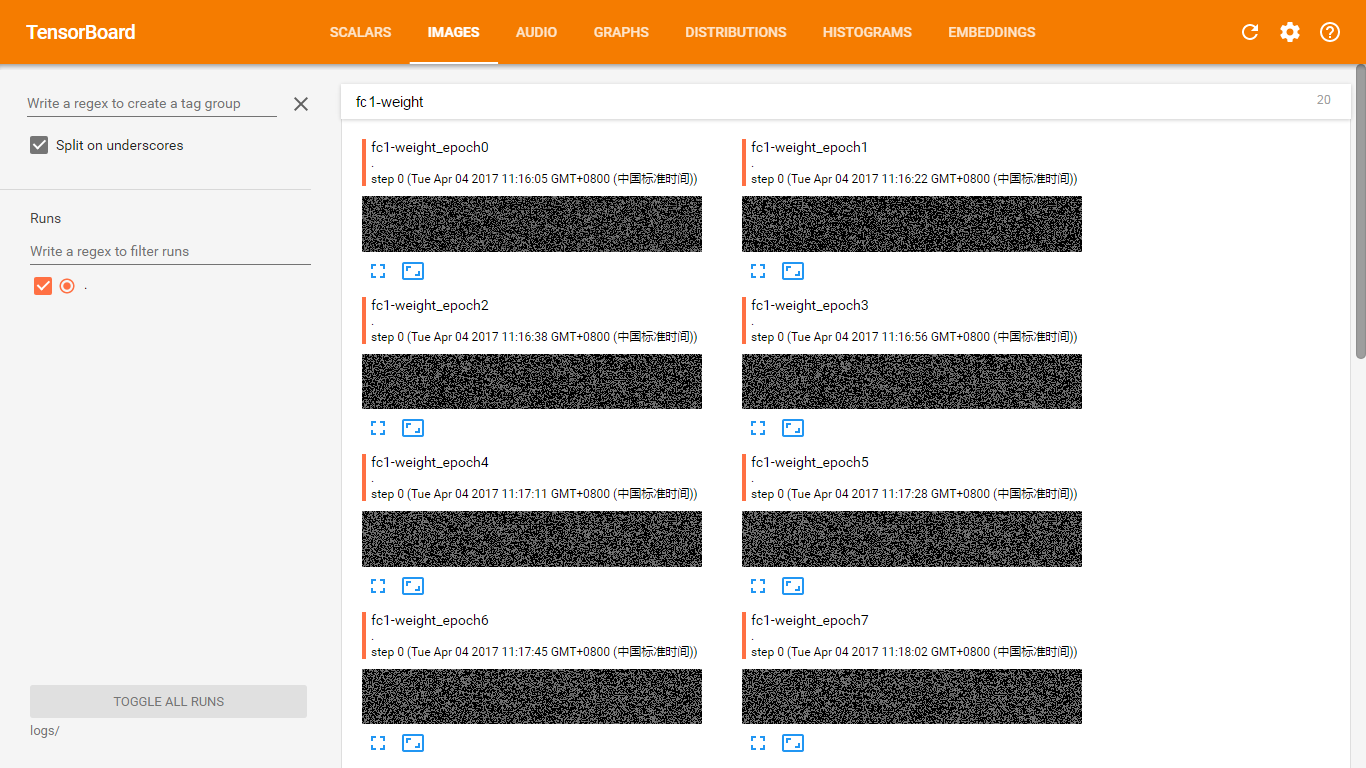 TensorBoard
SCALARS IMAGES AUDIO GRAPHS DISTRIBUTIONS HISTOGRAMS EMBEDDINGS
Write a regex to create a tag group
Split on underscores
Runs
Write a regex to filter runs
.
TOGGLE ALL RUNS
logs/
fc1-weight 20
fc1-weight_epoch0
.
step 0 (Tue Apr 04 2017 11:16:05 GMT+0800 (中国标准时间))
fc1-weight_epoch1
.
step 0 (Tue Apr 04 2017 11:16:22 GMT+0800 (中国标准时间))
fc1-weight_epoch2
.
step 0 (Tue Apr 04 2017 11:16:38 GMT+0800 (中国标准时间))
fc1-weight_epoch3
.
step 0 (Tue Apr 04 2017 11:16:56 GMT+0800 (中国标准时间))
fc1-weight_epoch4
.
step 0 (Tue Apr 04 2017 11:17:11 GMT+0800 (中国标准时间))
fc1-weight_epoch5
.
step 0 (Tue Apr 04 2017 11:17:28 GMT+0800 (中国标准时间))
fc1-weight_epoch6
.
step 0 (Tue Apr 04 2017 11:17:45 GMT+0800 (中国标准时间))
fc1-weight_epoch7
.
step 0 (Tue Apr 04 2017 11:18:02 GMT+0800 (中国标准时间))